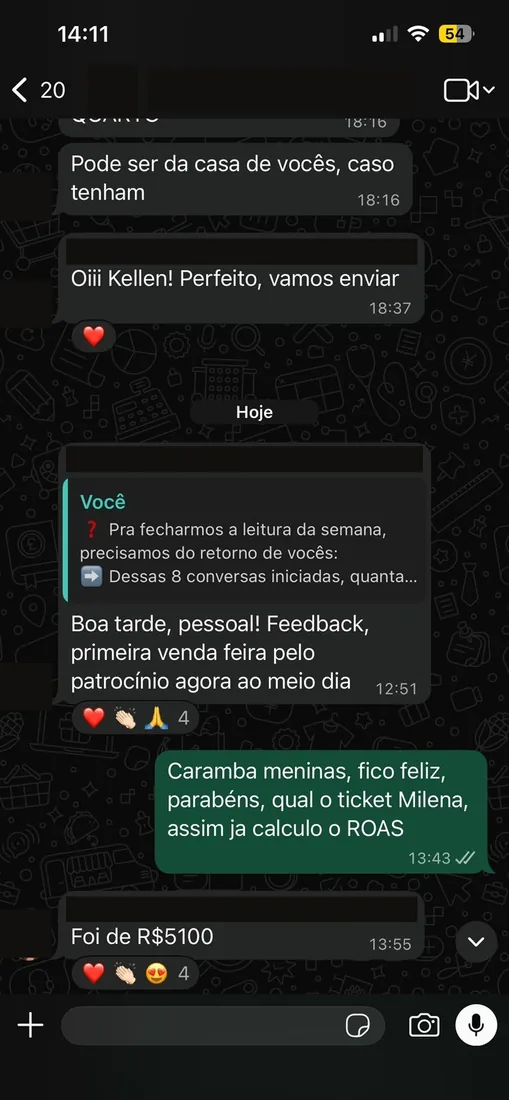 14:11
54
20
QUARTO
18:16
Pode ser da casa de vocês, caso
tenham
18:16
Oiii Kellen! Perfeito, vamos enviar
18:37
❤️
Hoje
Você
❓ Pra fecharmos a leitura da semana,
precisamos do retorno de vocês:
➡️ Dessas 8 conversas iniciadas, quanta...
Boa tarde, pessoal! Feedback,
primeira venda feira pelo
patrocínio agora ao meio dia
12:51
❤️ 👏🏻 🙏 4
Caramba meninas, fico feliz,
parabéns, qual o ticket Milena,
assim ja calculo o ROAS
13:43
Foi de R$5100
13:55
❤️ 👏🏻 😍 4